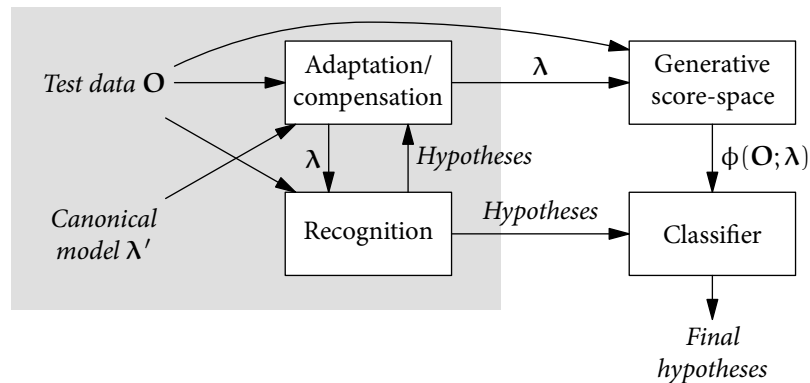 Test data O
Adaptation/
compensation
λ
Generative
score-space
λ
Hypotheses
ϕ(O; λ)
Canonical
model λ′
Recognition
Hypotheses
Classifier
Final
hypotheses